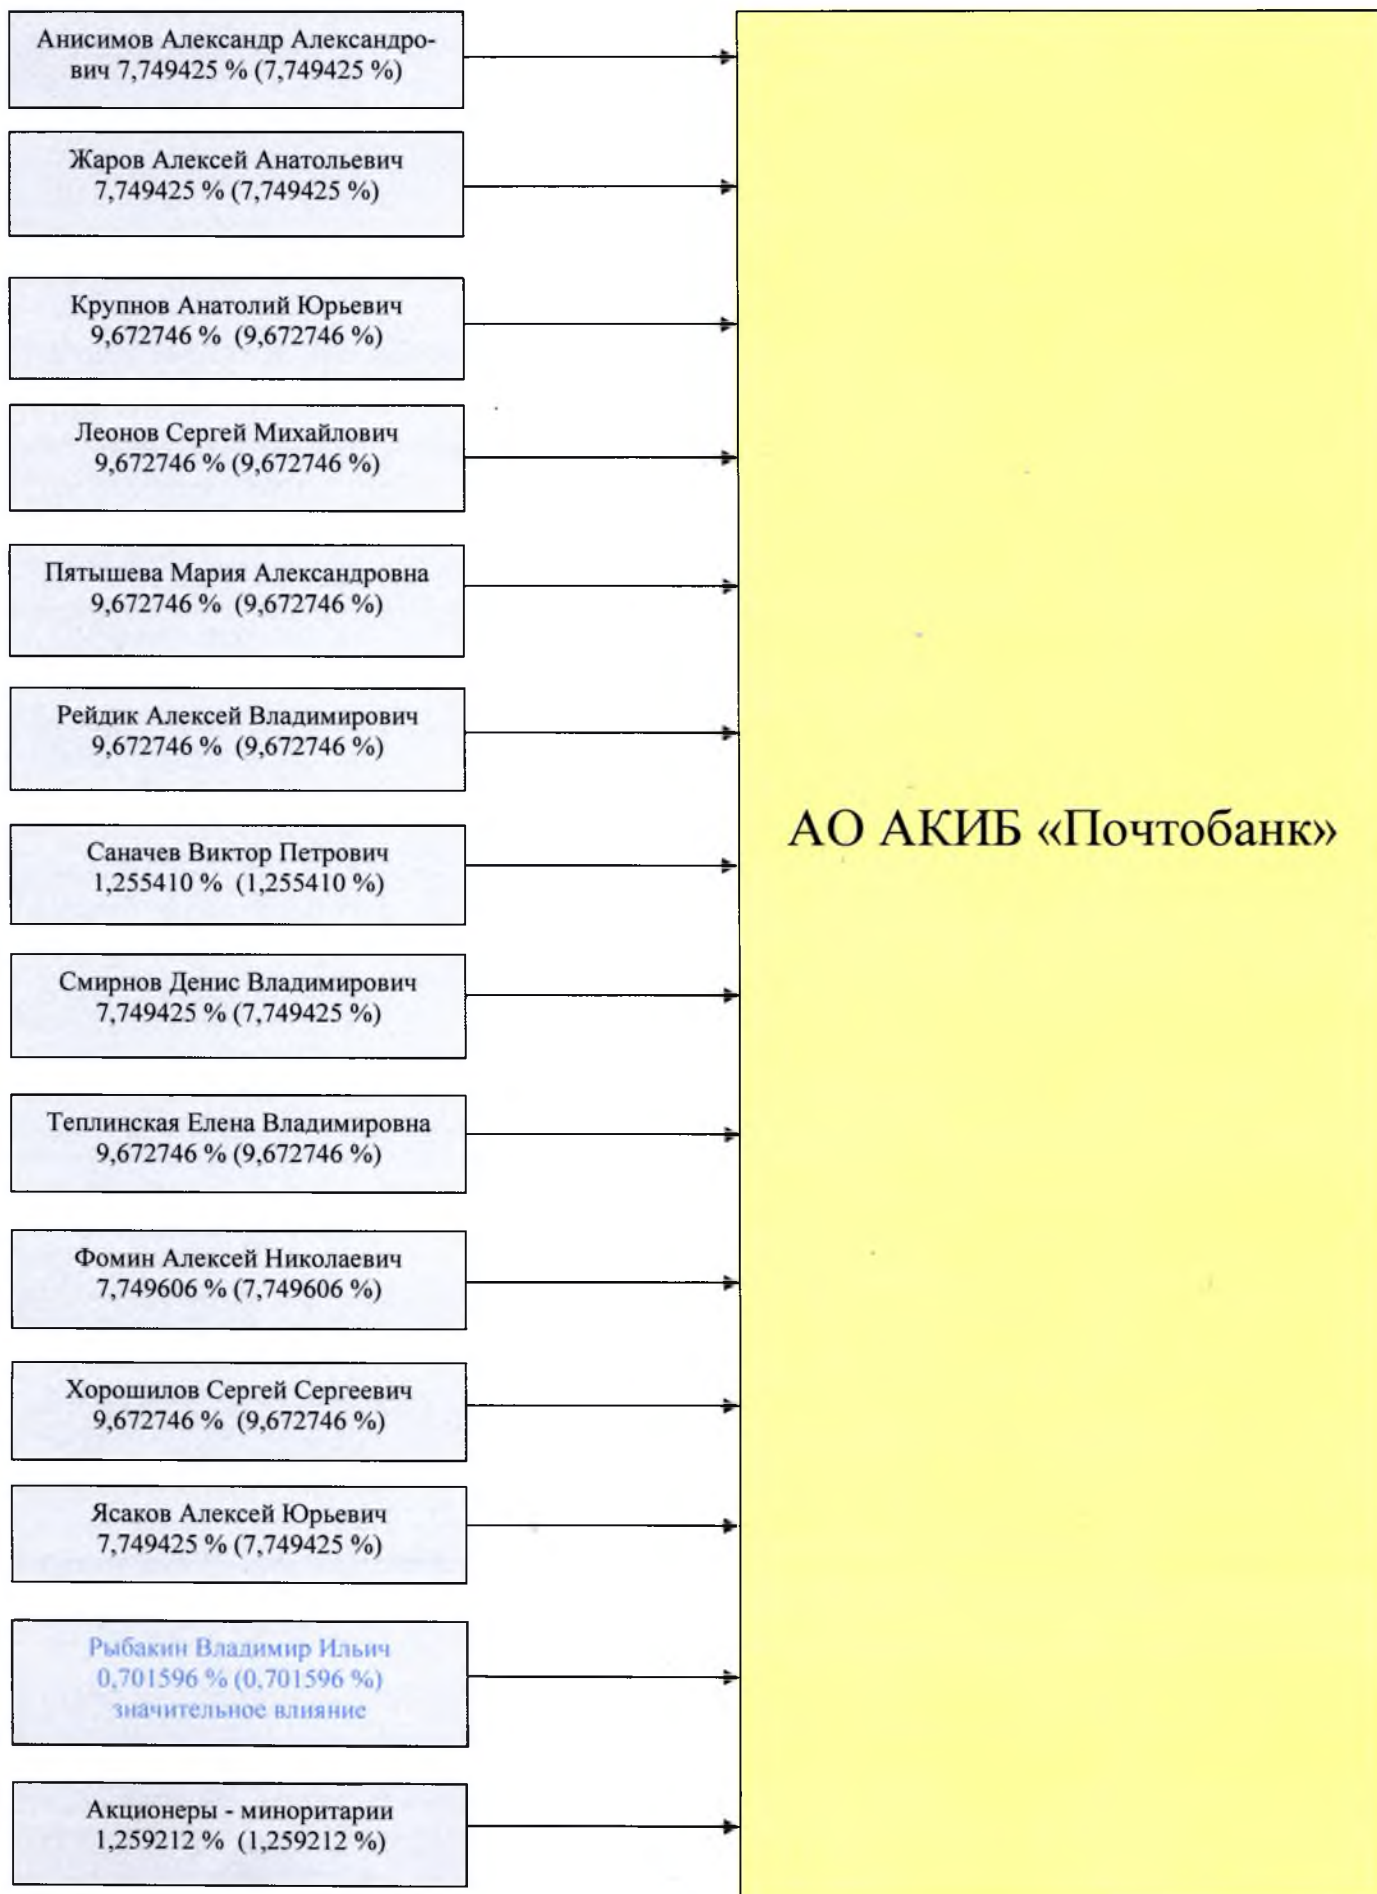 Анисимов Александр Александро-
вич 7,749425 % (7,749425 %)
Жаров Алексей Анатольевич
7,749425 % (7,749425 %)
Крупнов Анатолий Юрьевич
9,672746 % (9,672746 %)
Леонов Сергей Михайлович
9,672746 % (9,672746 %)
Пятышева Мария Александровна
9,672746 % (9,672746 %)
Рейдик Алексей Владимирович
9,672746 % (9,672746 %)
АО АКИБ «Почтобанк»
Саначев Виктор Петрович
1,255410 % (1,255410 %)
Смирнов Денис Владимирович
7,749425 % (7,749425 %)
Теплинская Елена Владимировна
9,672746 % (9,672746 %)
Фомин Алексей Николаевич
7,749606 % (7,749606 %)
Хорошилов Сергей Сергеевич
9,672746 % (9,672746 %)
Ясаков Алексей Юрьевич
7,749425 % (7,749425 %)
Рыбакин Владимир Ильич
0,701596 % (0,701596 %)
значительное влияние
Акционеры - миноритарии
1,259212 % (1,259212 %)